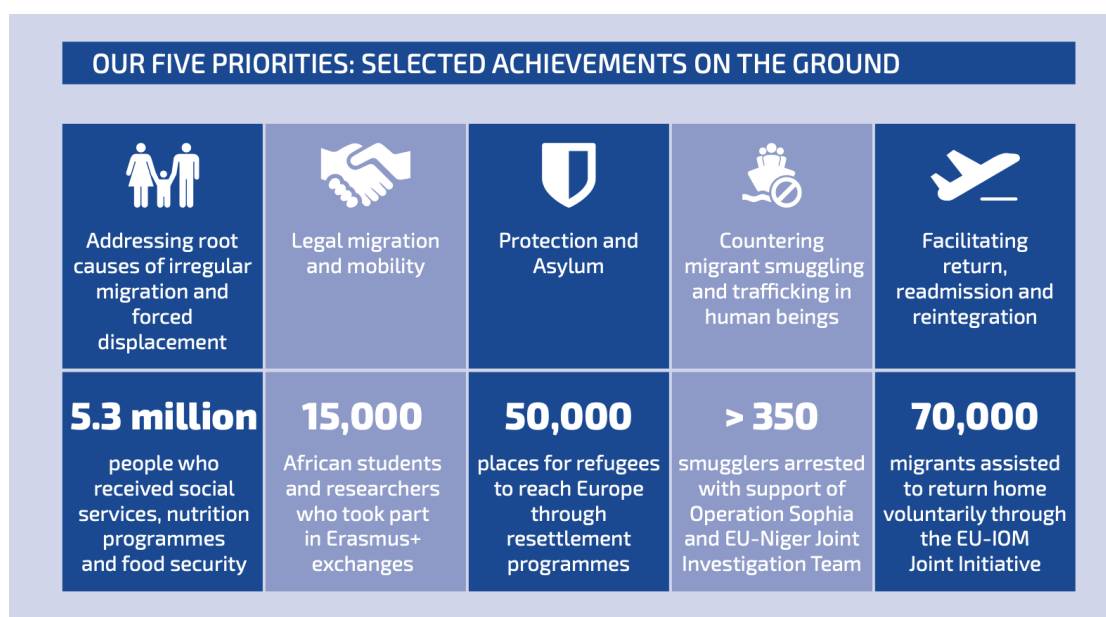 OUR FIVE PRIORITIES: SELECTED ACHIEVEMENTS ON THE GROUND
Addressing root
causes of irregular
migration and
forced
displacement
Legal migration
and mobility
Protection and
Asylum
Countering
migrant smuggling
and trafficking in
human beings
Facilitating
return,
readmission and
reintegration
5.3 million
people who
received social
services, nutrition
programmes
and food security
15,000
African students
and researchers
who took part
in Erasmus+
exchanges
50,000
places for refugees
to reach Europe
through
resettlement
programmes
> 350
smugglers arrested
with support of
Operation Sophia
and EU-Niger Joint
Investigation Team
70,000
migrants assisted
to return home
voluntarily through
the EU-IOM
Joint Initiative